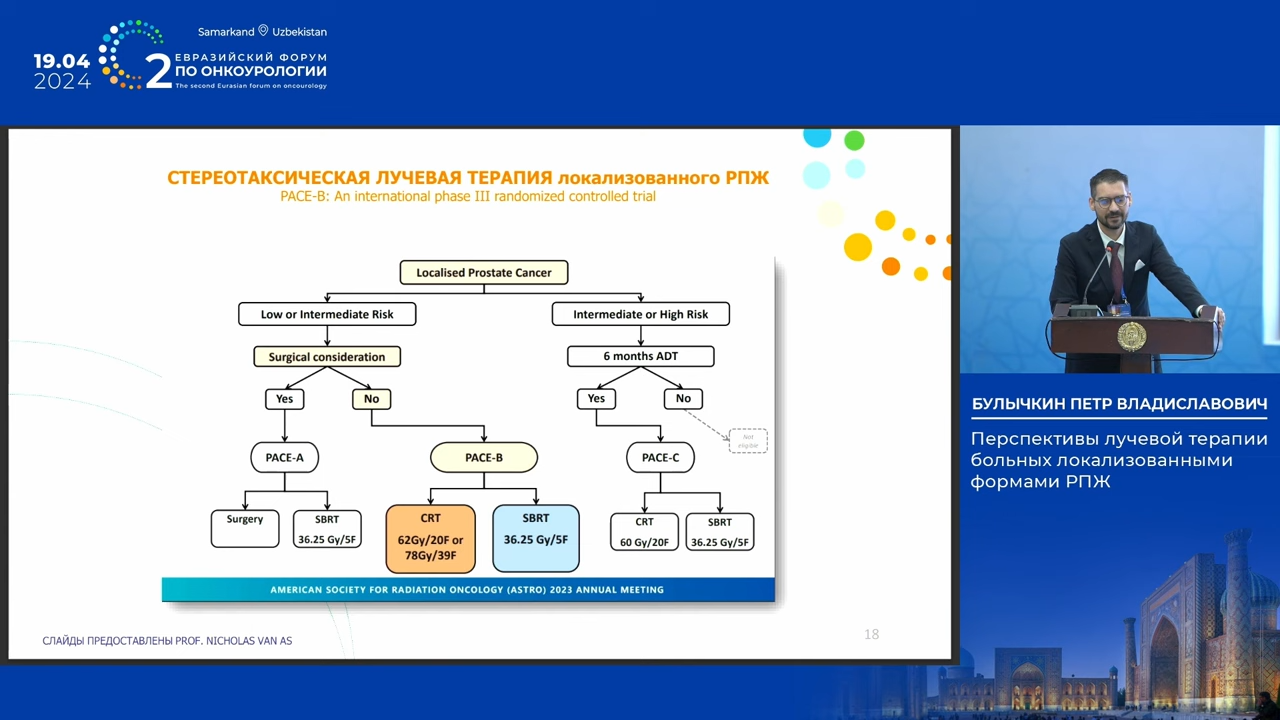 Samarkand Uzbekistan
19.04
2024
2
ЕВРАЗИЙСКИЙ ФОРУМ
ПО ОНКОУРОЛОГИИ
The second Eurasian forum on oncourology
СТЕРЕОТАКСИЧЕСКАЯ ЛУЧЕВАЯ ТЕРАПИЯ локализованного РПЖ
PACE-B: An international phase III randomized controlled trial
Localised Prostate Cancer
Low or Intermediate Risk
Intermediate or High Risk
Surgical consideration
6 months ADT
Yes
No
Yes
No
Not
eligible
PACE-A
PACE-B
PACE-C
Surgery
SBRT
36.25 Gy/5F
CRT
62Gy/20F or
78Gy/39F
SBRT
36.25 Gy/5F
CRT
60 Gy/20F
SBRT
36.25 Gy/5F
AMERICAN SOCIETY FOR RADIATION ONCOLOGY (ASTRO) 2023 ANNUAL MEETING
СЛАЙДЫ ПРЕДОСТАВЛЕНЫ PROF. NICHOLAS VAN AS
18
БУЛЫЧКИН ПЕТР ВЛАДИСЛАВОВИЧ
Перспективы лучевой терапии
больных локализованными
формами РПЖ